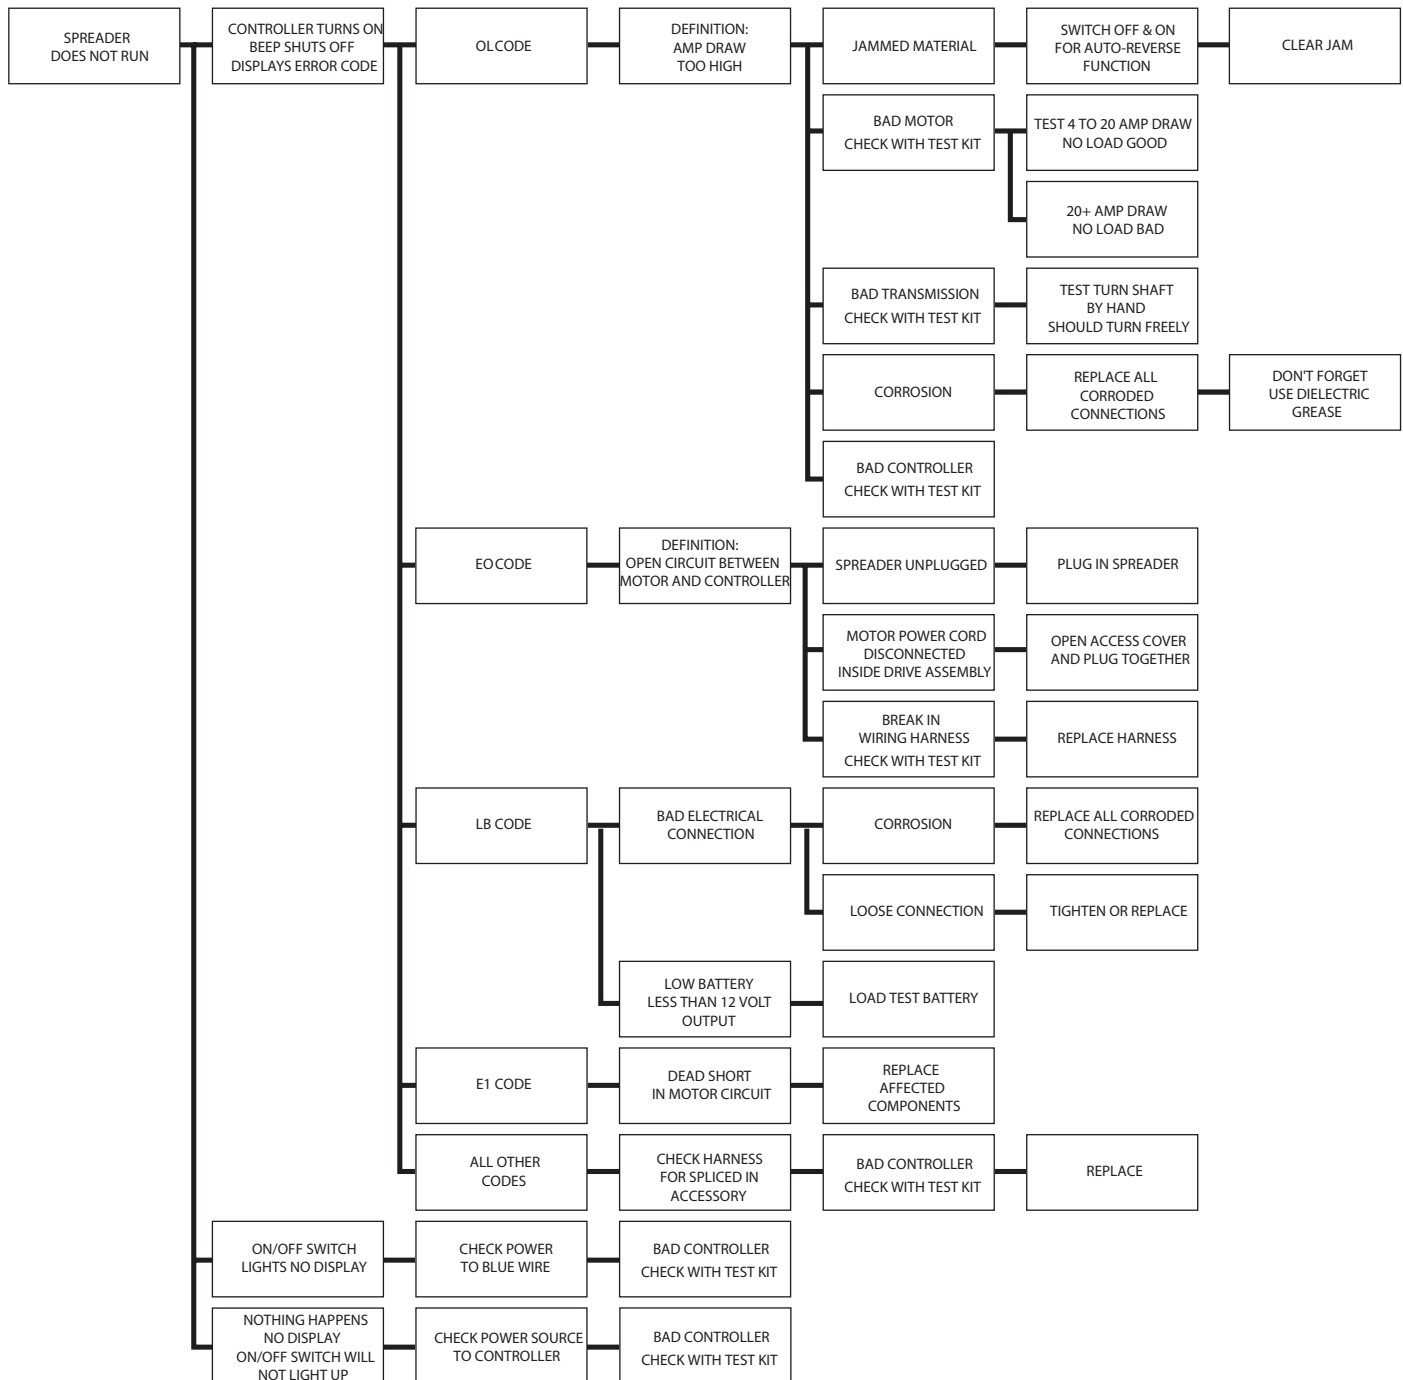 SPREADER
DOES NOT RUN
CONTROLLER TURNS ON
BEEP SHUTS OFF
DISPLAYS ERROR CODE
OL CODE
DEFINITION:
AMP DRAW
TOO HIGH
JAMMED MATERIAL
SWITCH OFF & ON
FOR AUTO-REVERSE
FUNCTION
CLEAR JAM
BAD MOTOR
CHECK WITH TEST KIT
TEST 4 TO 20 AMP DRAW
NO LOAD GOOD
20+ AMP DRAW
NO LOAD BAD
BAD TRANSMISSION
CHECK WITH TEST KIT
TEST TURN SHAFT
BY HAND
SHOULD TURN FREELY
CORROSION
REPLACE ALL
CORRODED
CONNECTIONS
DON'T FORGET
USE DIELECTRIC
GREASE
BAD CONTROLLER
CHECK WITH TEST KIT
EO CODE
DEFINITION:
OPEN CIRCUIT BETWEEN
MOTOR AND CONTROLLER
SPREADER UNPLUGGED
PLUG IN SPREADER
MOTOR POWER CORD
DISCONNECTED
INSIDE DRIVE ASSEMBLY
OPEN ACCESS COVER
AND PLUG TOGETHER
BREAK IN
WIRING HARNESS
CHECK WITH TEST KIT
REPLACE HARNESS
LB CODE
BAD ELECTRICAL
CONNECTION
CORROSION
REPLACE ALL CORRODED
CONNECTIONS
LOOSE CONNECTION
TIGHTEN OR REPLACE
LOW BATTERY
LESS THAN 12 VOLT
OUTPUT
LOAD TEST BATTERY
E1 CODE
DEAD SHORT
IN MOTOR CIRCUIT
REPLACE
AFFECTED
COMPONENTS
ALL OTHER
CODES
CHECK HARNESS
FOR SPLICED IN
ACCESSORY
BAD CONTROLLER
CHECK WITH TEST KIT
REPLACE
ON/OFF SWITCH
LIGHTS NO DISPLAY
CHECK POWER
TO BLUE WIRE
BAD CONTROLLER
CHECK WITH TEST KIT
NOTHING HAPPENS
NO DISPLAY
ON/OFF SWITCH WILL
NOT LIGHT UP
CHECK POWER SOURCE
TO CONTROLLER
BAD CONTROLLER
CHECK WITH TEST KIT